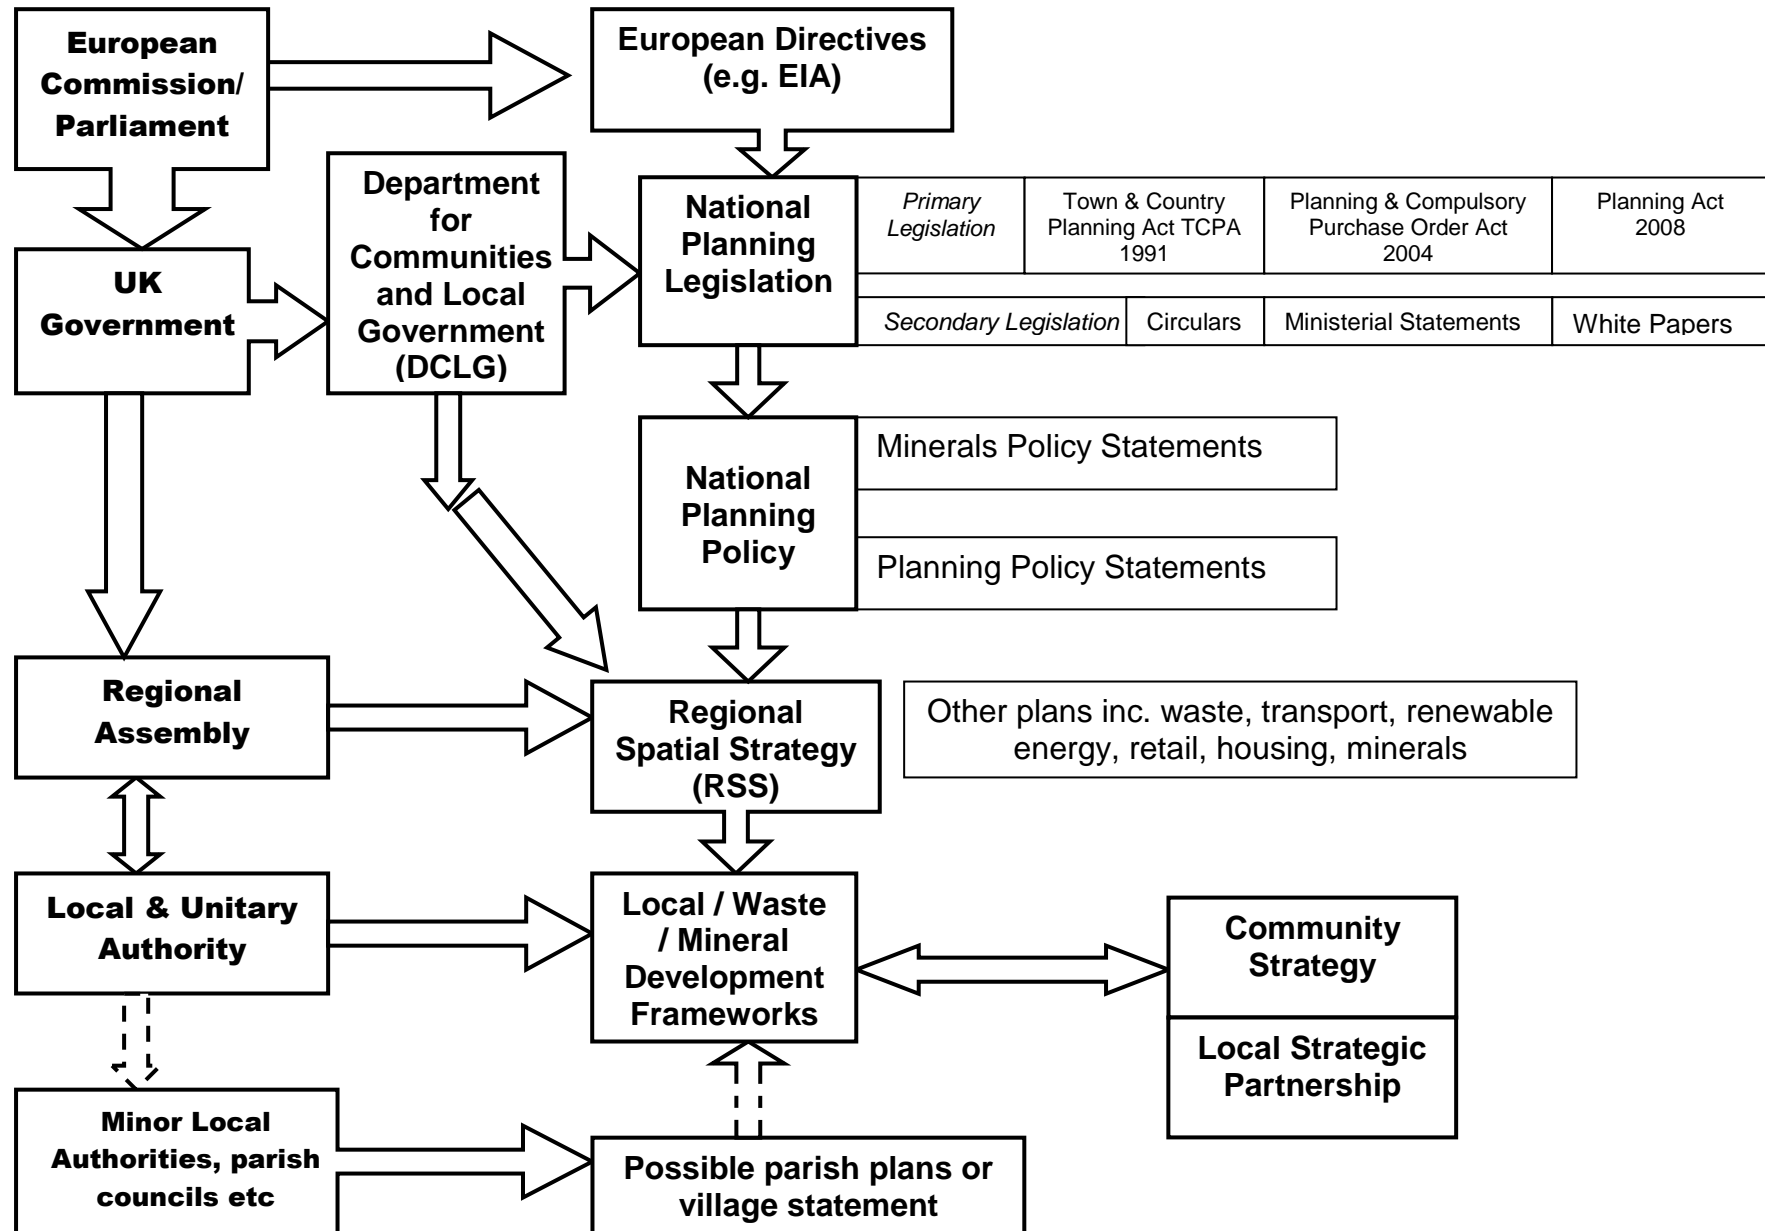 European
Commission/
Parliament
European Directives
(e.g. EIA)
Department
for
Communities
and Local
Government
(DCLG)
National
Planning
Legislation
Primary
Legislation
Town & Country
Planning Act TCPA
1991
Planning & Compulsory
Purchase Order Act
2004
Planning Act
2008
Secondary Legislation
Circulars
Ministerial Statements
White Papers
UK
Government
National
Planning
Policy
Minerals Policy Statements
Planning Policy Statements
Regional
Assembly
Regional
Spatial Strategy
(RSS)
Other plans inc. waste, transport, renewable
energy, retail, housing, minerals
Local & Unitary
Authority
Local / Waste
/ Mineral
Development
Frameworks
Community
Strategy
Local Strategic
Partnership
Minor Local
Authorities, parish
councils etc
Possible parish plans or
village statement